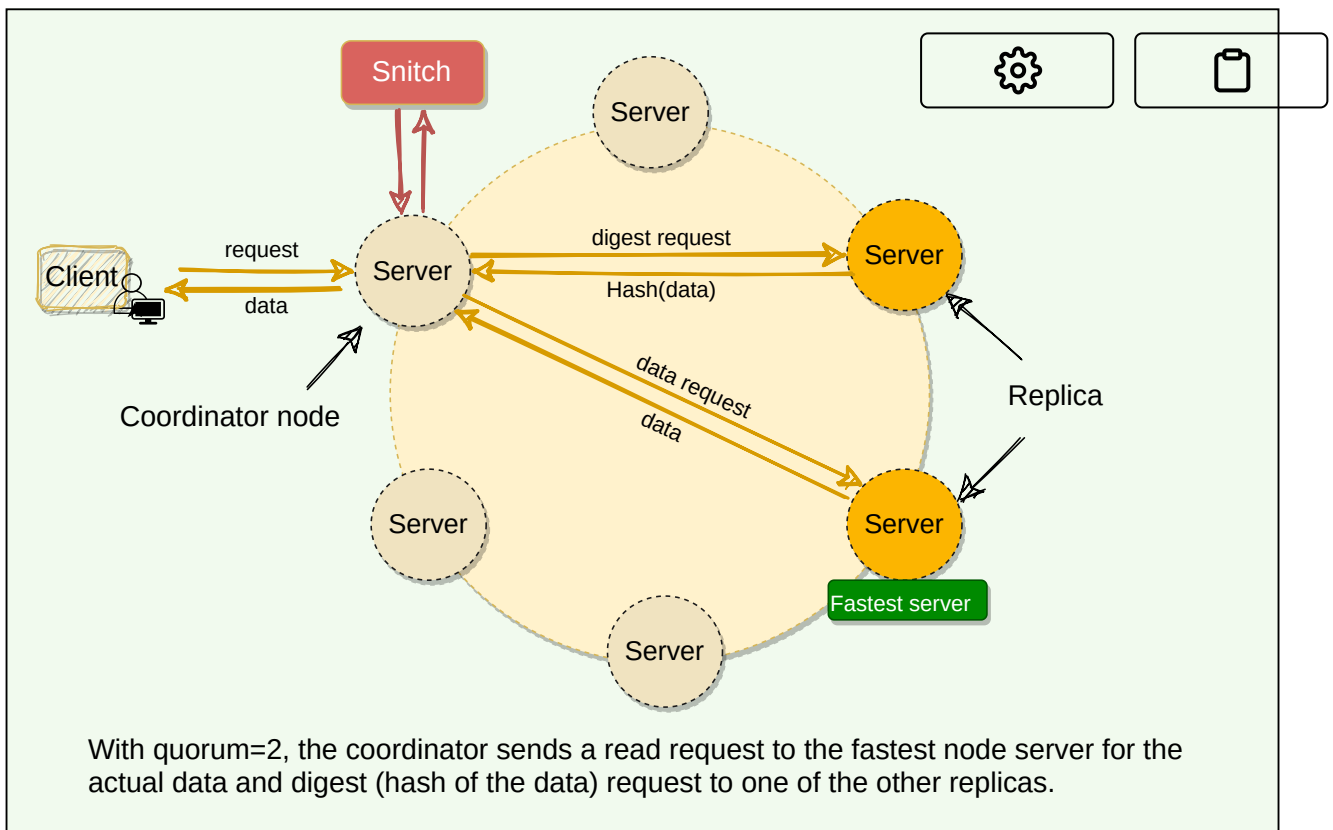 Snitch
Server
Server
Client
request
data
Server
digest request
Hash(data)
Coordinator node
data request
data
Replica
Server
Server
Fastest server
Server
With quorum=2, the coordinator sends a read request to the fastest node server for the
actual data and digest (hash of the data) request to one of the other replicas.